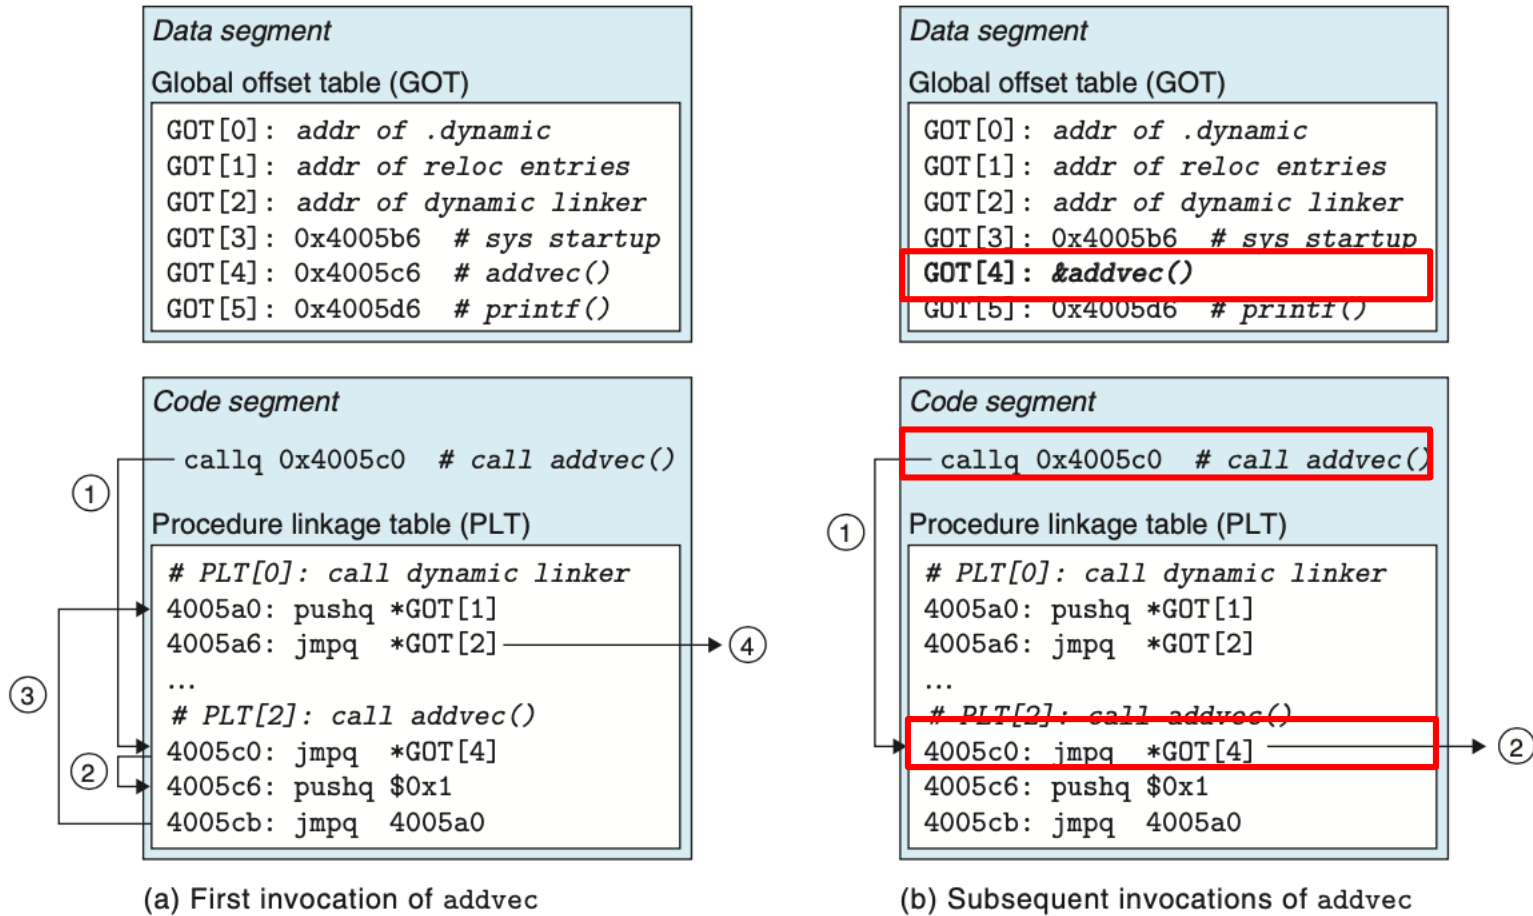 Data segment
Global offset table (GOT)
GOT[0]: addr of .dynamic
GOT[1]: addr of reloc entries
GOT[2]: addr of dynamic linker
GOT[3]: 0x4005b6 # sys startup
GOT[4]: 0x4005c6 # addvec()
GOT[5]: 0x4005d6 # printf()
Code segment
callq 0x4005c0 # call addvec()
1
Procedure linkage table (PLT)
# PLT[0]: call dynamic linker
4005a0: pushq *GOT[1]
4005a6: jmpq *GOT[2]
4
...
3
# PLT[2]: call addvec()
4005c0: jmpq *GOT[4]
2
4005c6: pushq $0x1
4005cb: jmpq 4005a0
(a) First invocation of addvec
Data segment
Global offset table (GOT)
GOT[0]: addr of .dynamic
GOT[1]: addr of reloc entries
GOT[2]: addr of dynamic linker
GOT[3]: 0x4005b6 # sys startup
GOT[4]: &addvec()
GOT[5]: 0x4005d6 # printf()
Code segment
callq 0x4005c0 # call addvec()
1
Procedure linkage table (PLT)
# PLT[0]: call dynamic linker
4005a0: pushq *GOT[1]
4005a6: jmpq *GOT[2]
...
# PLT[2]: call addvec()
4005c0: jmpq *GOT[4]
2
4005c6: pushq $0x1
4005cb: jmpq 4005a0
(b) Subsequent invocations of addvec